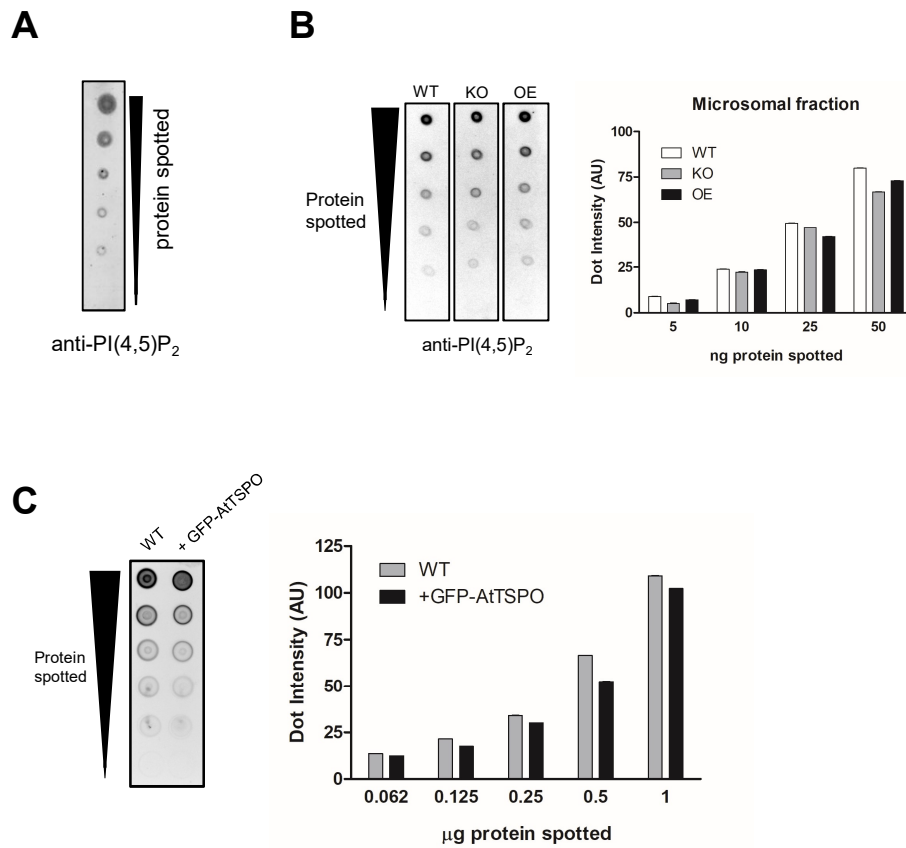 A
protein spotted
anti-PI(4,5)P2
B
WT KO OE
Protein
spotted
anti-PI(4,5)P2
Microsomal fraction
WT
KO
OE
Dot Intensity (AU)
100
75
50
25
0
5 10 25 50
ng protein spotted
C
WT + GFP-AtTSPO
Protein
spotted
WT
+GFP-AtTSPO
Dot Intensity (AU)
125
100
75
50
25
0
0.062 0.125 0.25 0.5 1
μg protein spotted